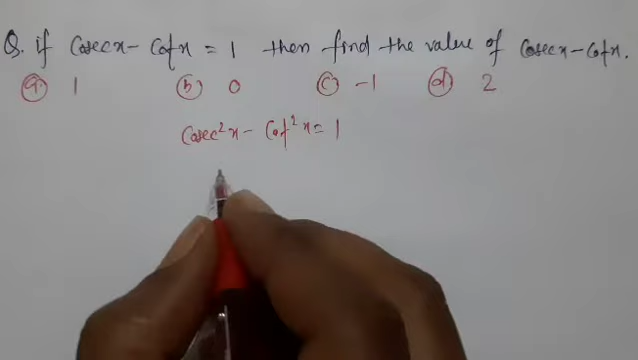 Q. if Cosecx - Cotx = 1 then find the value of Cosecx - Cotx.
(a) 1 (b) 0 (c) -1 (d) 2
Cosec²x - Cot²x = 1